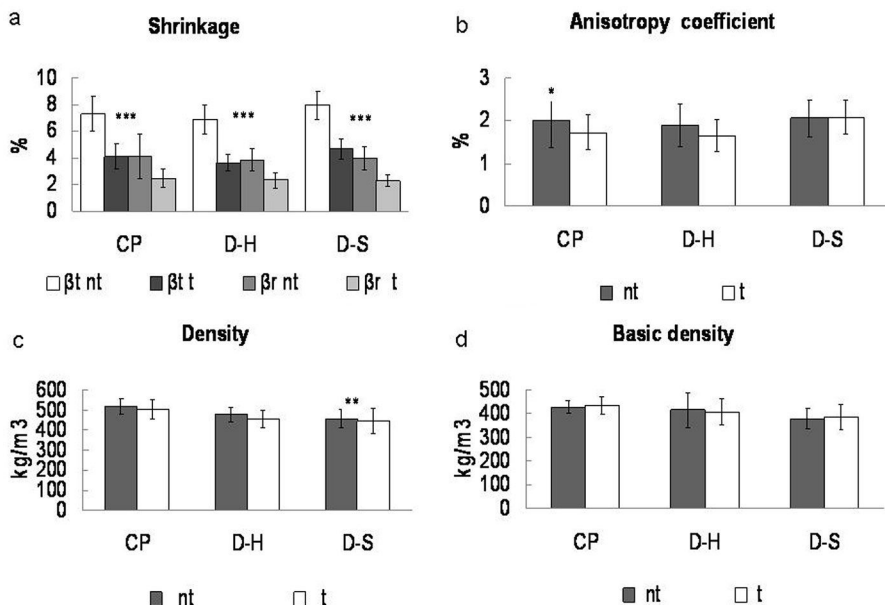 a
Shrinkage
10
8
6
4
2
0
%
*** *** ***
CP D-H D-S
βt nt βt t βr nt βr t
b
Anisotropy coefficient
3
2
1
0
%
*
CP D-H D-S
nt t
c
Density
600
500
400
300
200
100
0
kg/m3
**
CP D-H D-S
nt t
d
Basic density
500
400
300
200
100
0
kg/m3
CP D-H D-S
nt t